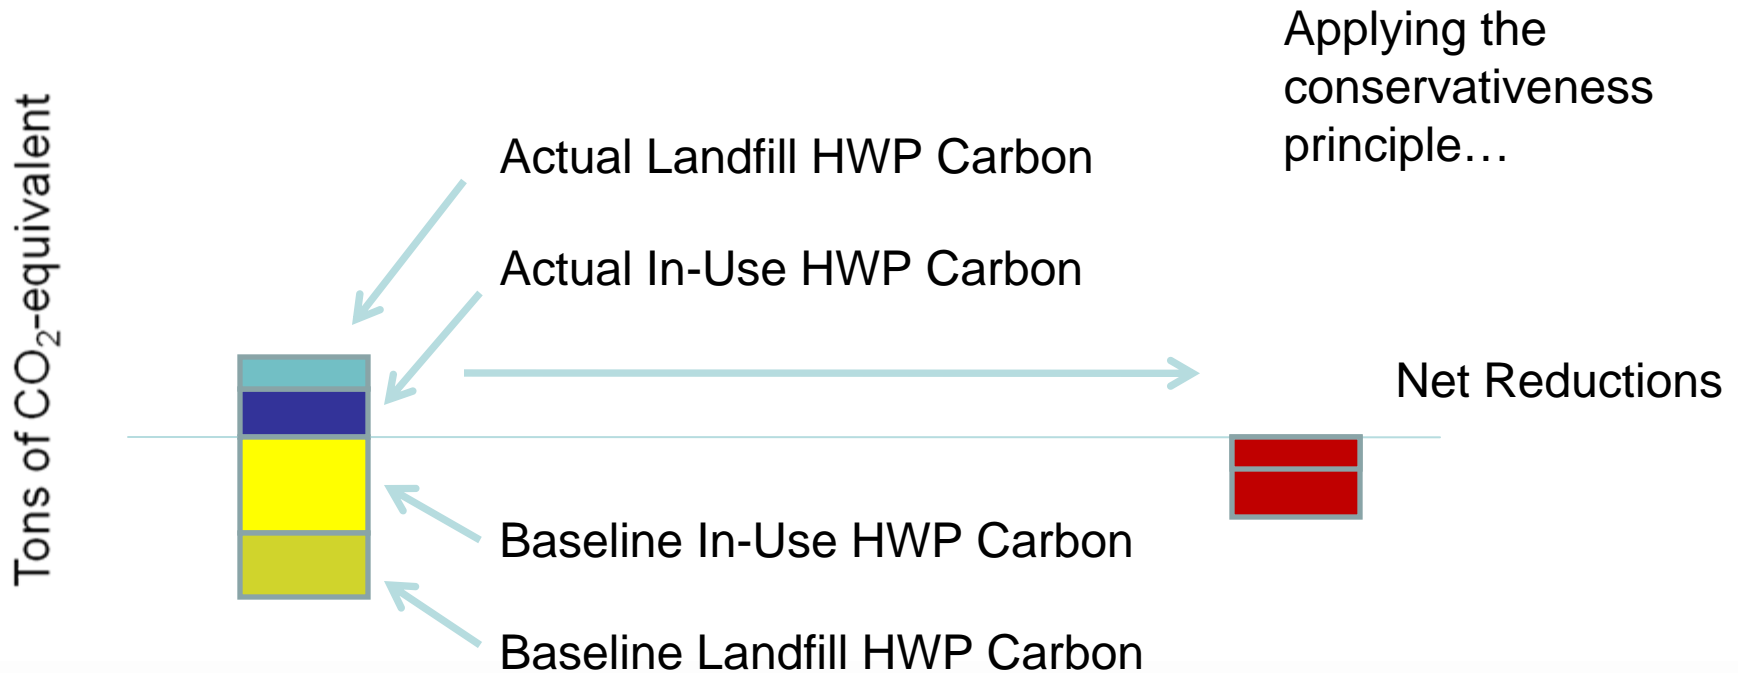 Applying the
conservativeness
principle…
Tons of CO₂-equivalent
Actual Landfill HWP Carbon
Actual In-Use HWP Carbon
Net Reductions
Baseline In-Use HWP Carbon
Baseline Landfill HWP Carbon